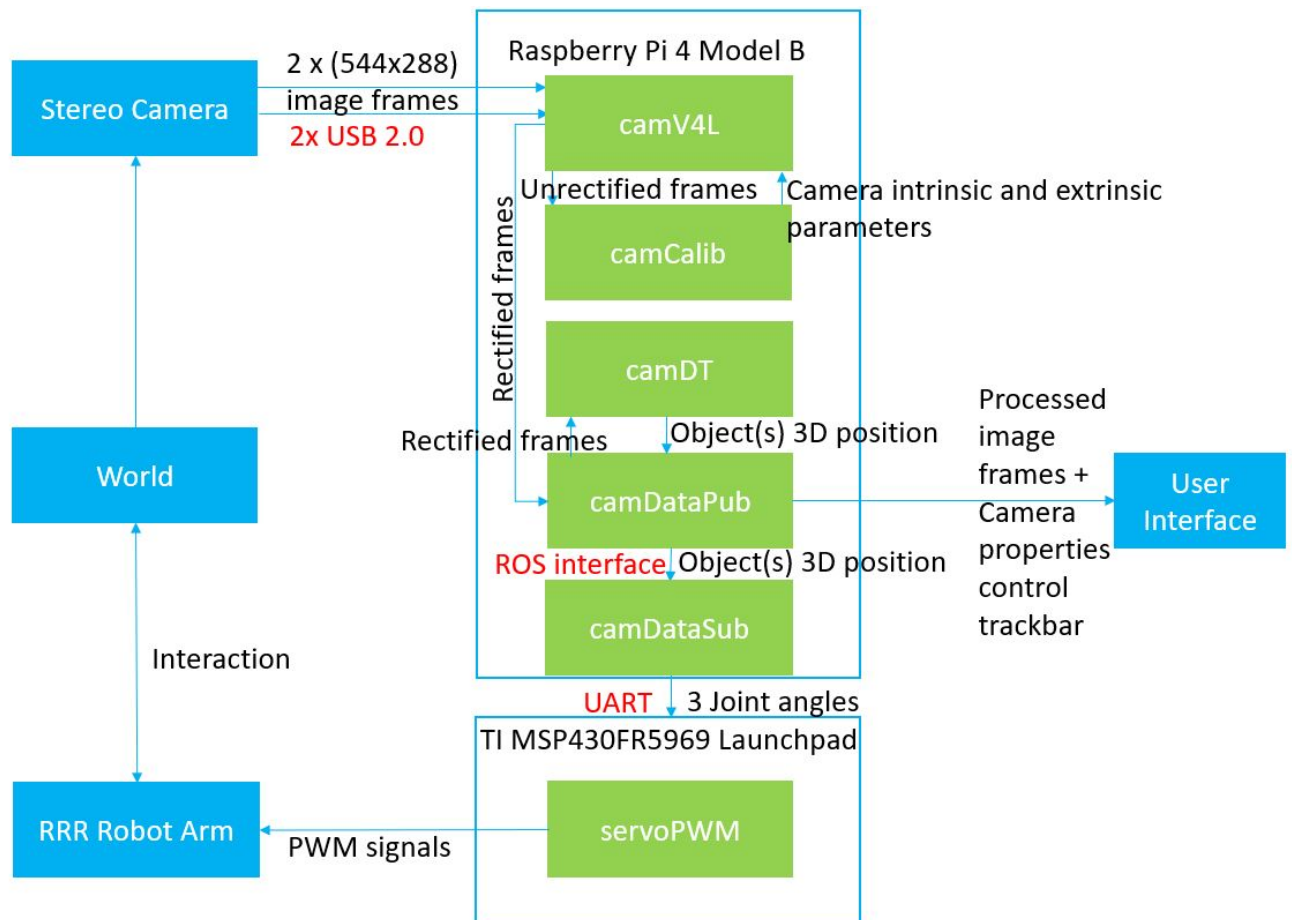 Raspberry Pi 4 Model B
2 x (544x288)
image frames
2x USB 2.0
Stereo Camera
camV4L
Unrectified frames
Camera intrinsic and extrinsic
parameters
Rectified frames
camCalib
camDT
Rectified frames
Object(s) 3D position
Processed
image
frames +
Camera
properties
control
trackbar
World
camDataPub
User
Interface
ROS interface
Object(s) 3D position
camDataSub
Interaction
UART
3 Joint angles
TI MSP430FR5969 Launchpad
RRR Robot Arm
PWM signals
servoPWM